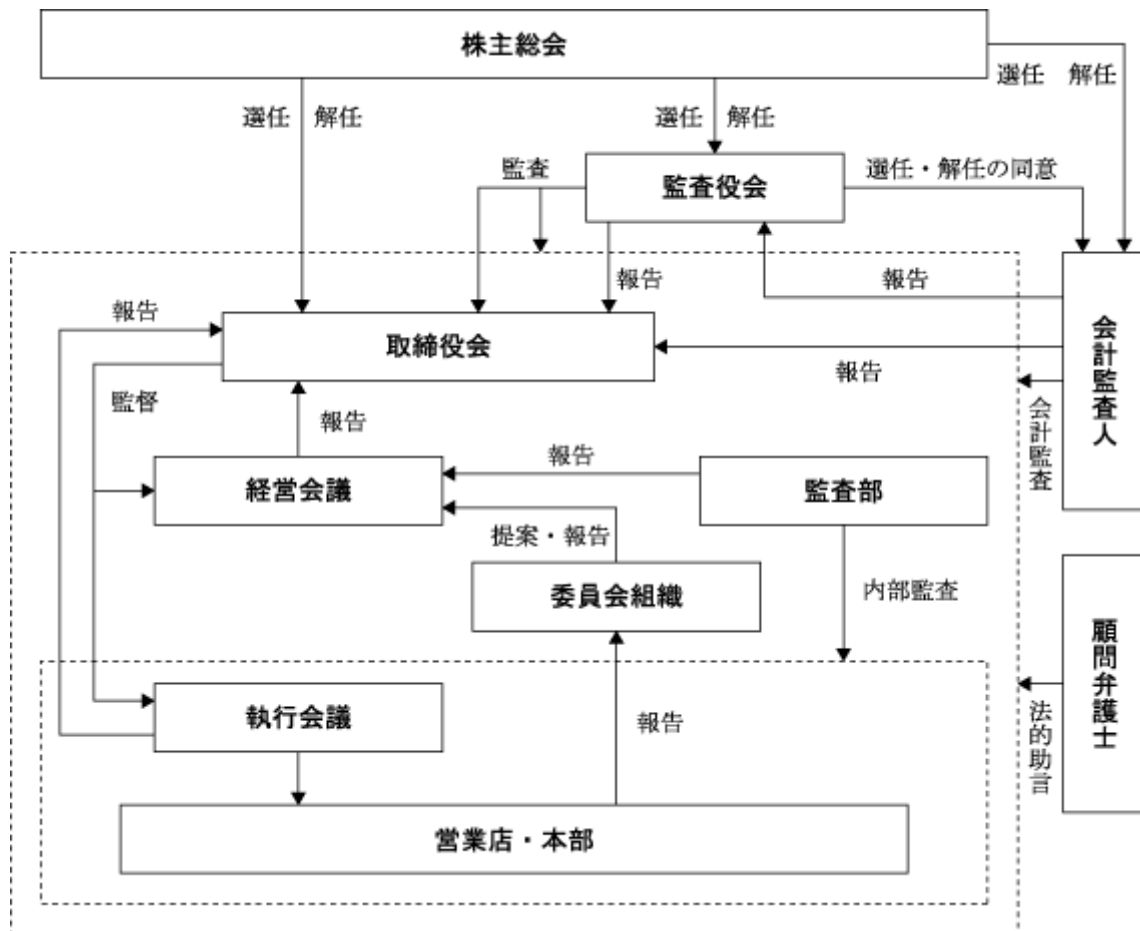 株主総会
選任 解任
選任 解任
選任 解任
監査
監査役会
選任・解任の同意
報告
報告
報告
取締役会
報告
会計監査人
監督
報告
会計監査
経営会議
報告
監査部
提案・報告
委員会組織
内部監査
顧問弁護士
執行会議
報告
法的助言
営業店・本部